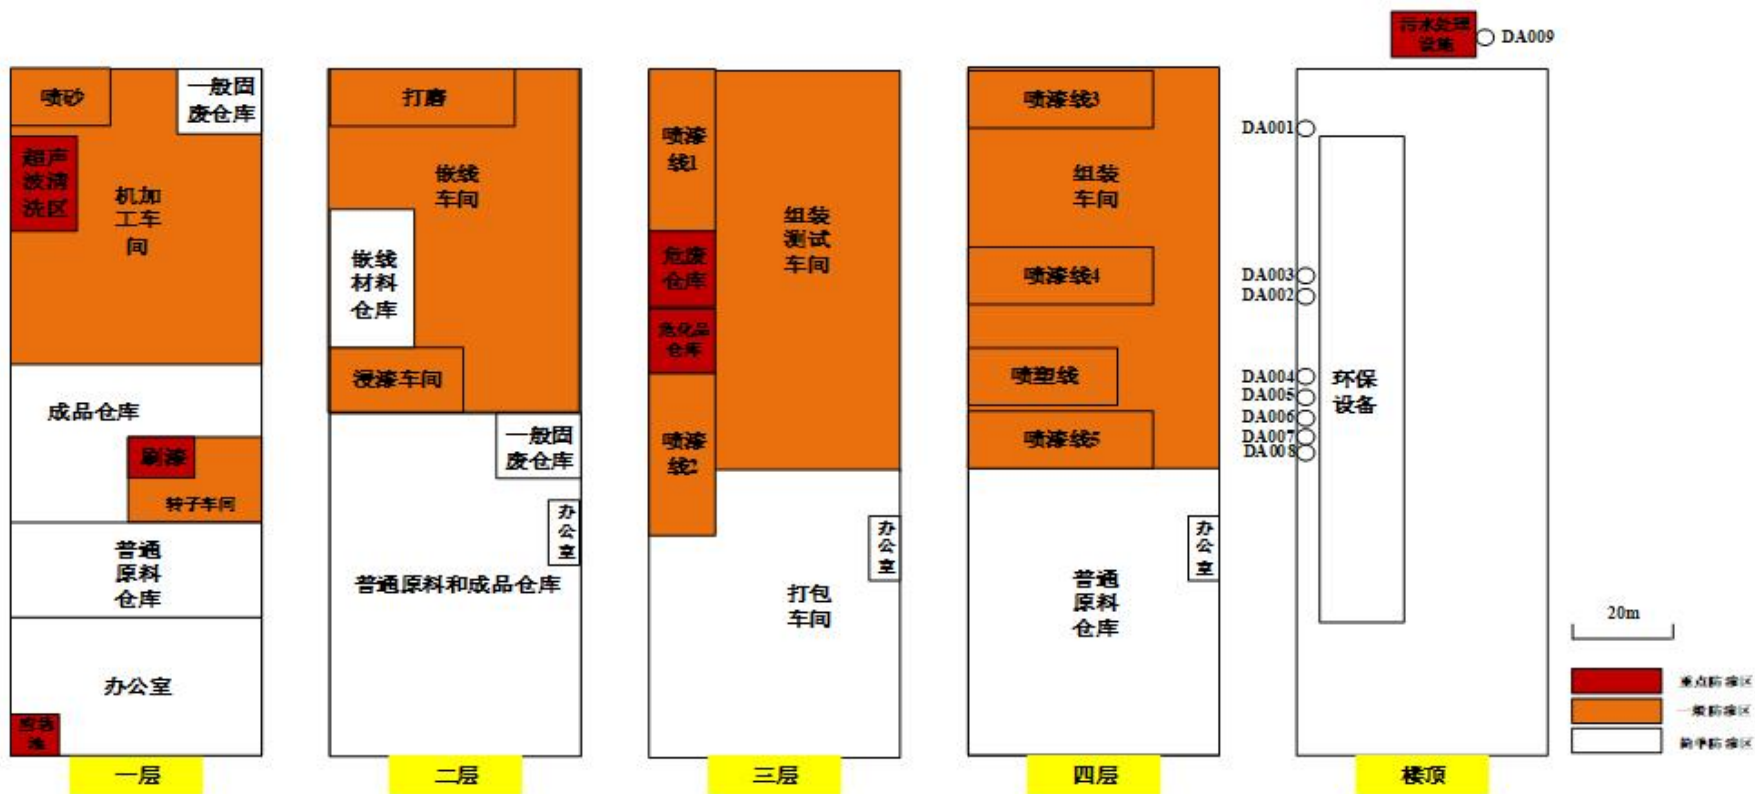 污水处理
设施
DA009
喷砂
一般固
废仓库
超声
波清
洗区
机加
工车
间
成品仓库
刷漆
转子车间
普通
原料
仓库
办公室
一层
打磨
嵌线
车间
嵌线
材料
仓库
浸漆车间
一般固
废仓库
办
公
室
普通原料和成品仓库
二层
喷漆
线1
危废
仓库
危化品
仓库
喷漆
线2
组装
测试
车间
办
公
室
打包
车间
三层
喷漆线3
组装
车间
喷漆线4
喷塑线
喷漆线5
办
公
室
普通
原料
仓库
四层
DA001
DA003
DA002
DA004
DA005
DA006
DA007
DA008
环保
设备
楼顶
20m
重点防渗区
一般防渗区
简单防渗区